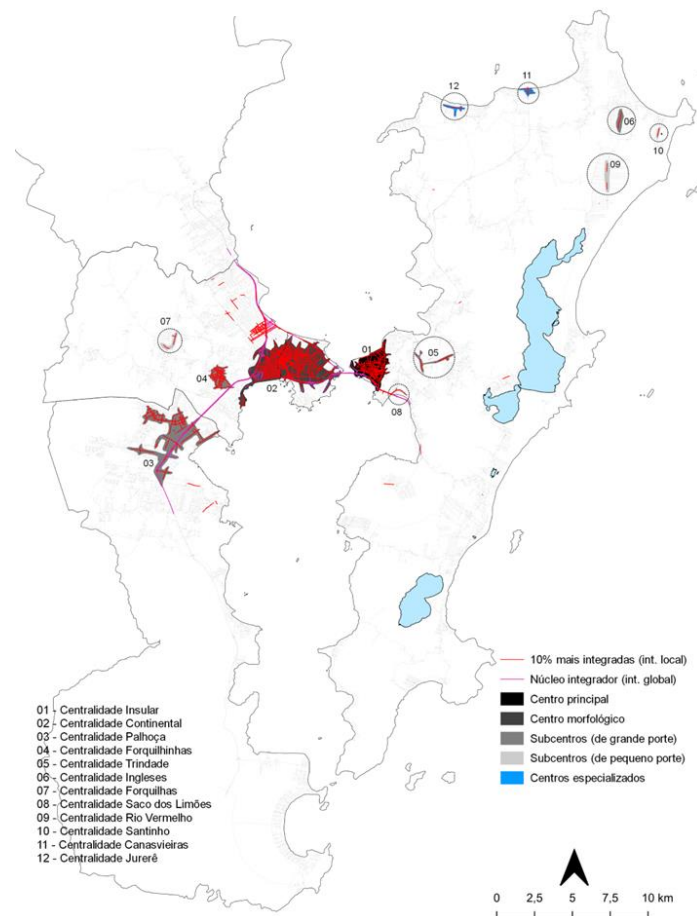 12
11
06
10
09
07
01
05
04
02
08
03
10% mais integradas (int. local)
Núcleo integrador (int. global)
Centro principal
Centro morfológico
Subcentros (de grande porte)
Subcentros (de pequeno porte)
Centros especializados
01 - Centralidade Insular
02 - Centralidade Continental
03 - Centralidade Palhoça
04 - Centralidade Forquilhinhas
05 - Centralidade Trindade
06 - Centralidade Ingleses
07 - Centralidade Forquilhas
08 - Centralidade Saco dos Limões
09 - Centralidade Rio Vermelho
10 - Centralidade Santinho
11 - Centralidade Canasvieiras
12 - Centralidade Jurerê
0 2,5 5 7,5 10 km